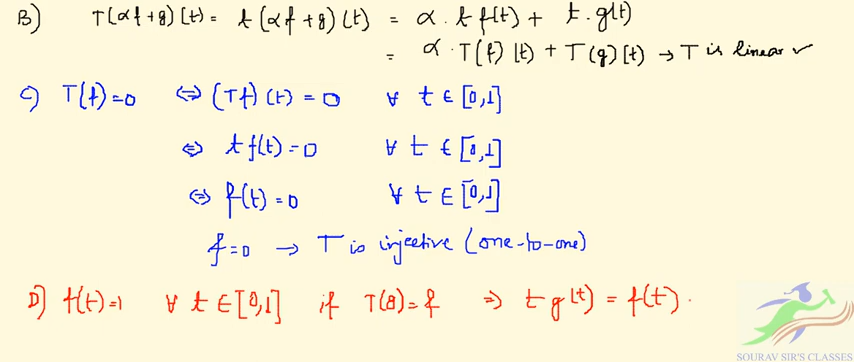 B) T(αf+g)(t) = t(αf+g)(t) = α.t f(t) + t.g(t)
= α.T(f)(t) + T(g)(t) → T is linear ✓
C) T(f)=0 ⇔ (Tf)(t)=0 ∀ t ∈ [0,1]
⇔ t f(t)=0 ∀ t ∈ [0,1]
⇔ f(t)=0 ∀ t ∈ [0,1]
f=0 → T is injective (one-to-one)
D) f(t)=1 ∀ t ∈ [0,1] if T(g)=f ⇒ t g(t) = f(t).
SOURAV SIR'S CLASSES